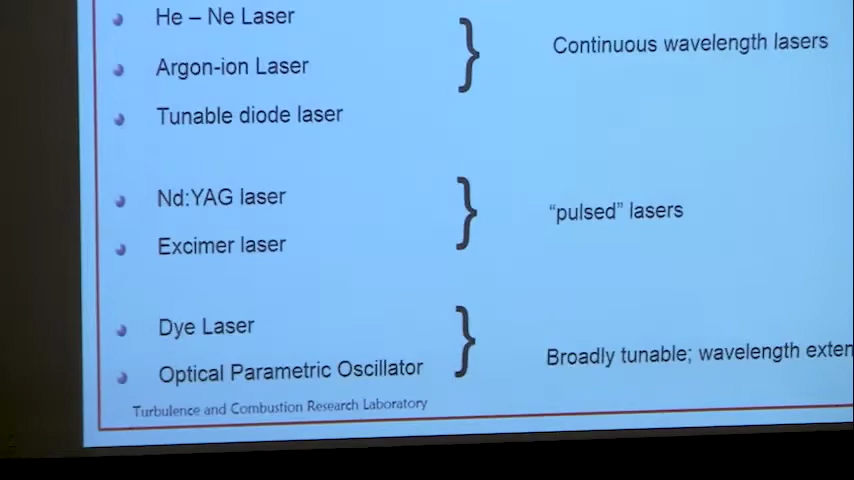 He – Ne Laser
Argon-ion Laser
Tunable diode laser
Continuous wavelength lasers
Nd:YAG laser
Excimer laser
“pulsed” lasers
Dye Laser
Optical Parametric Oscillator
Broadly tunable; wavelength exten
Turbulence and Combustion Research Laboratory